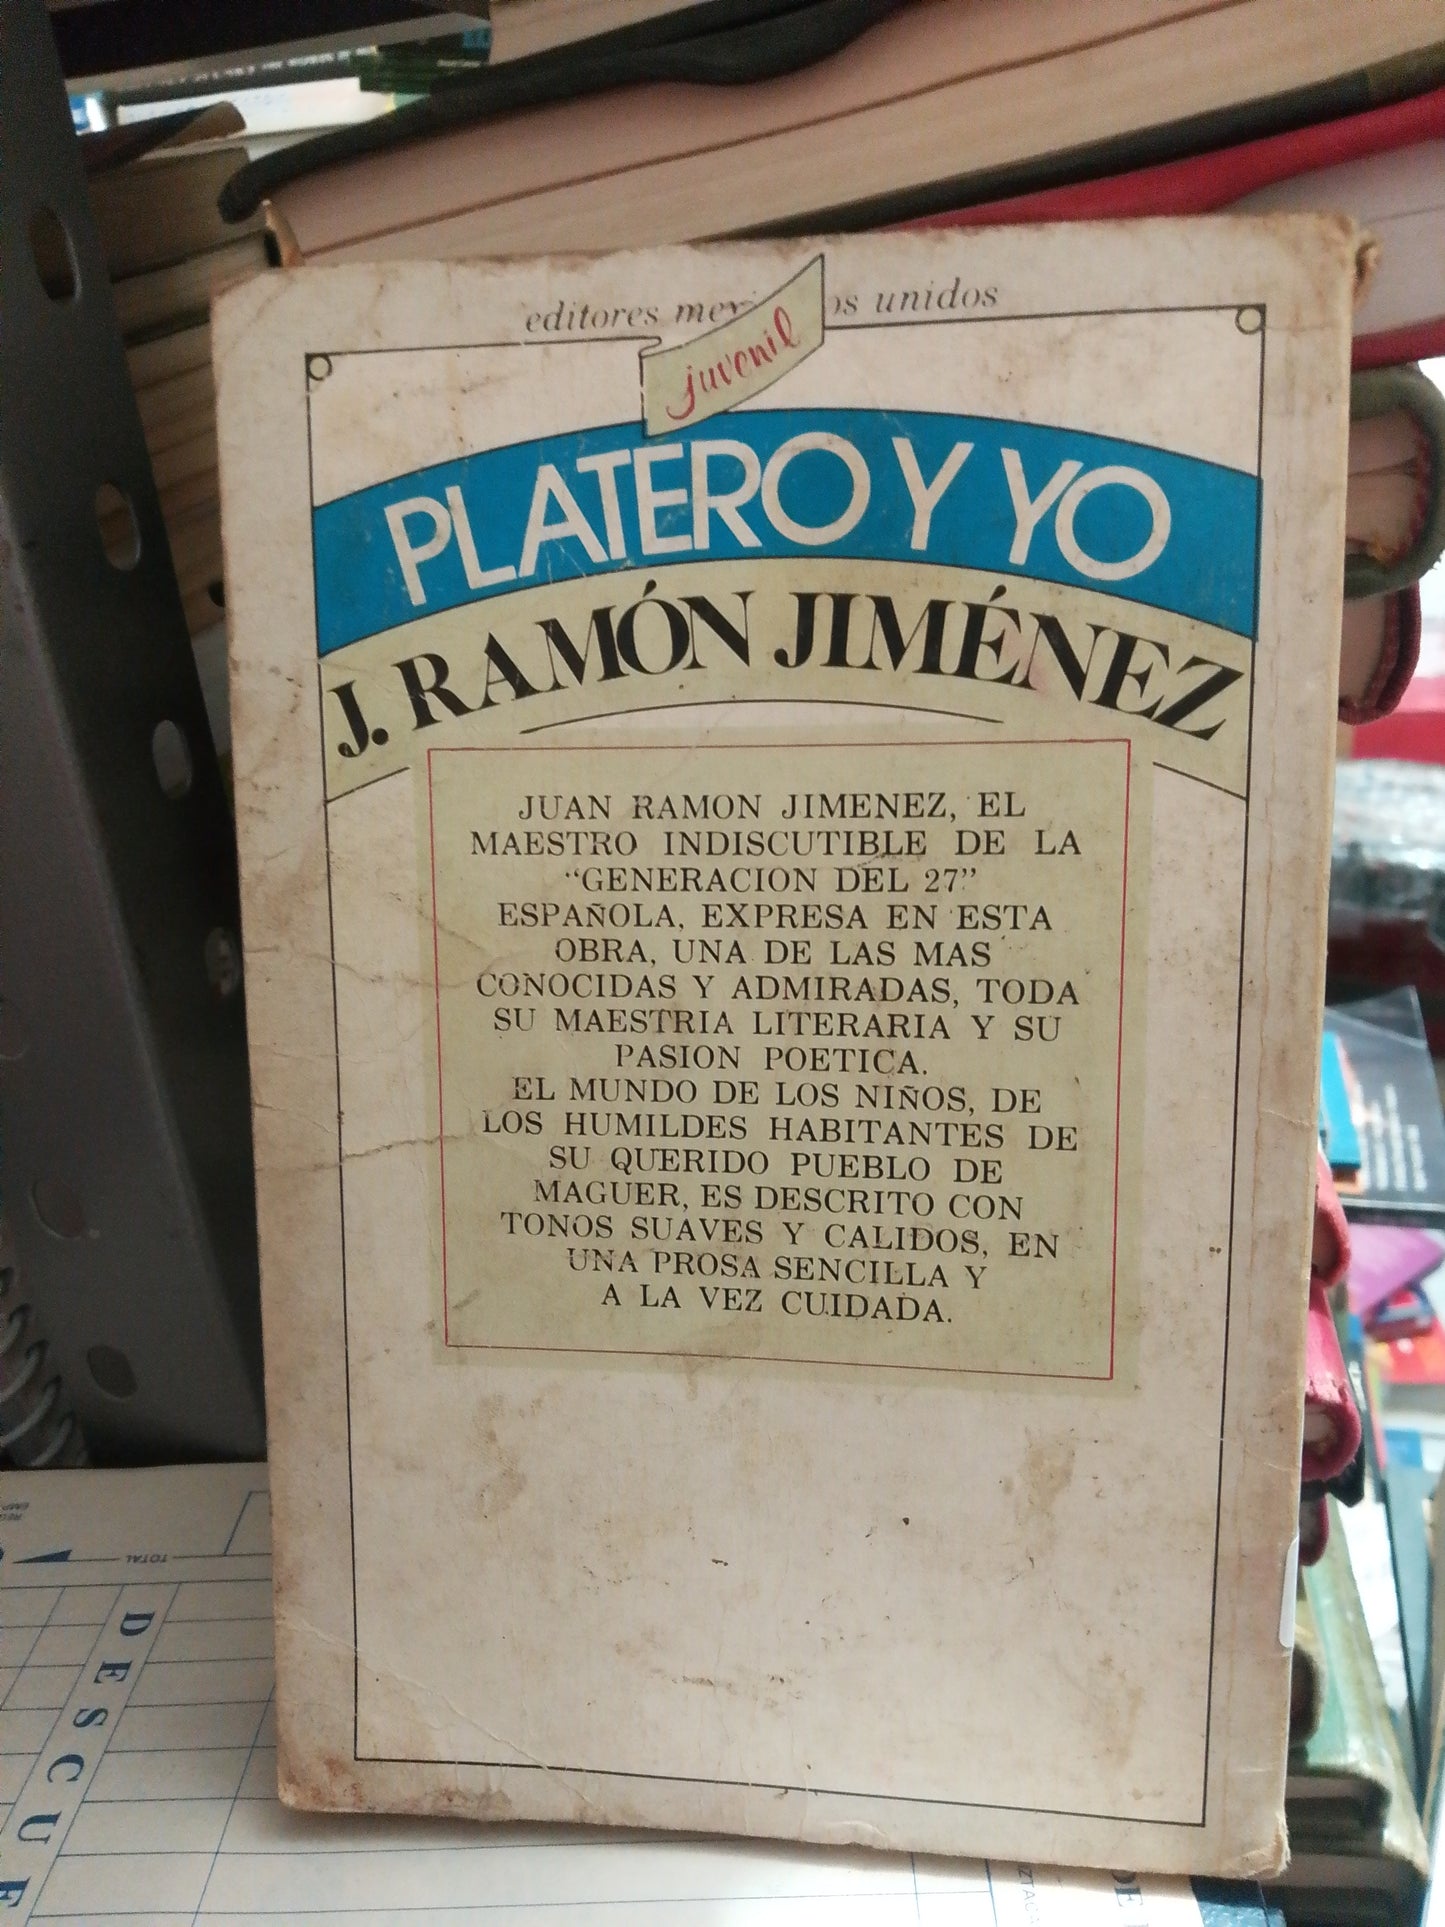 editores me os unidos
juvenil
PLATERO Y YO
J. RAMÓN JIMÉNEZ
JUAN RAMON JIMENEZ, EL
MAESTRO INDISCUTIBLE DE LA
"GENERACION DEL 27"
ESPAÑOLA, EXPRESA EN ESTA
OBRA, UNA DE LAS MAS
CONOCIDAS Y ADMIRADAS, TODA
SU MAESTRIA LITERARIA Y SU
PASION POETICA.
EL MUNDO DE LOS NIÑOS, DE
LOS HUMILDES HABITANTES DE
SU QUERIDO PUEBLO DE
MAGUER, ES DESCRITO CON
TONOS SUAVES Y CALIDOS, EN
UNA PROSA SENCILLA Y
A LA VEZ CUIDADA.
TOTAL
DESCUE